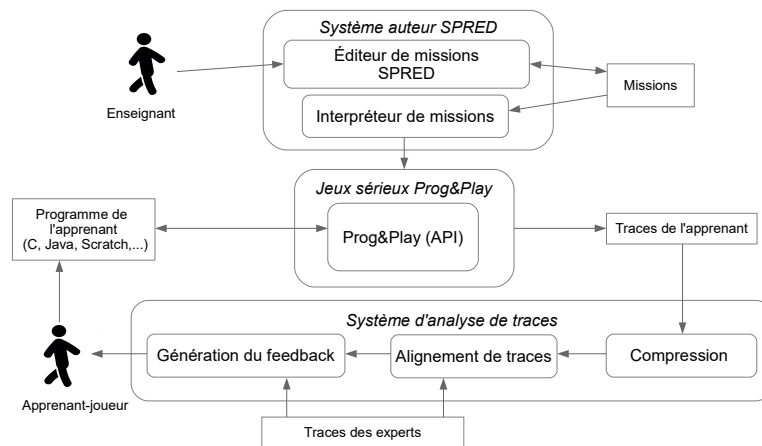 Système auteur SPRED
Éditeur de missions
SPRED
Enseignant
Missions
Interpréteur de missions
Jeux sérieux Prog&Play
Programme de
l'apprenant
(C, Java, Scratch,...)
Prog&Play (API)
Traces de l'apprenant
Système d'analyse de traces
Génération du feedback
Alignement de traces
Compression
Apprenant-joueur
Traces des experts